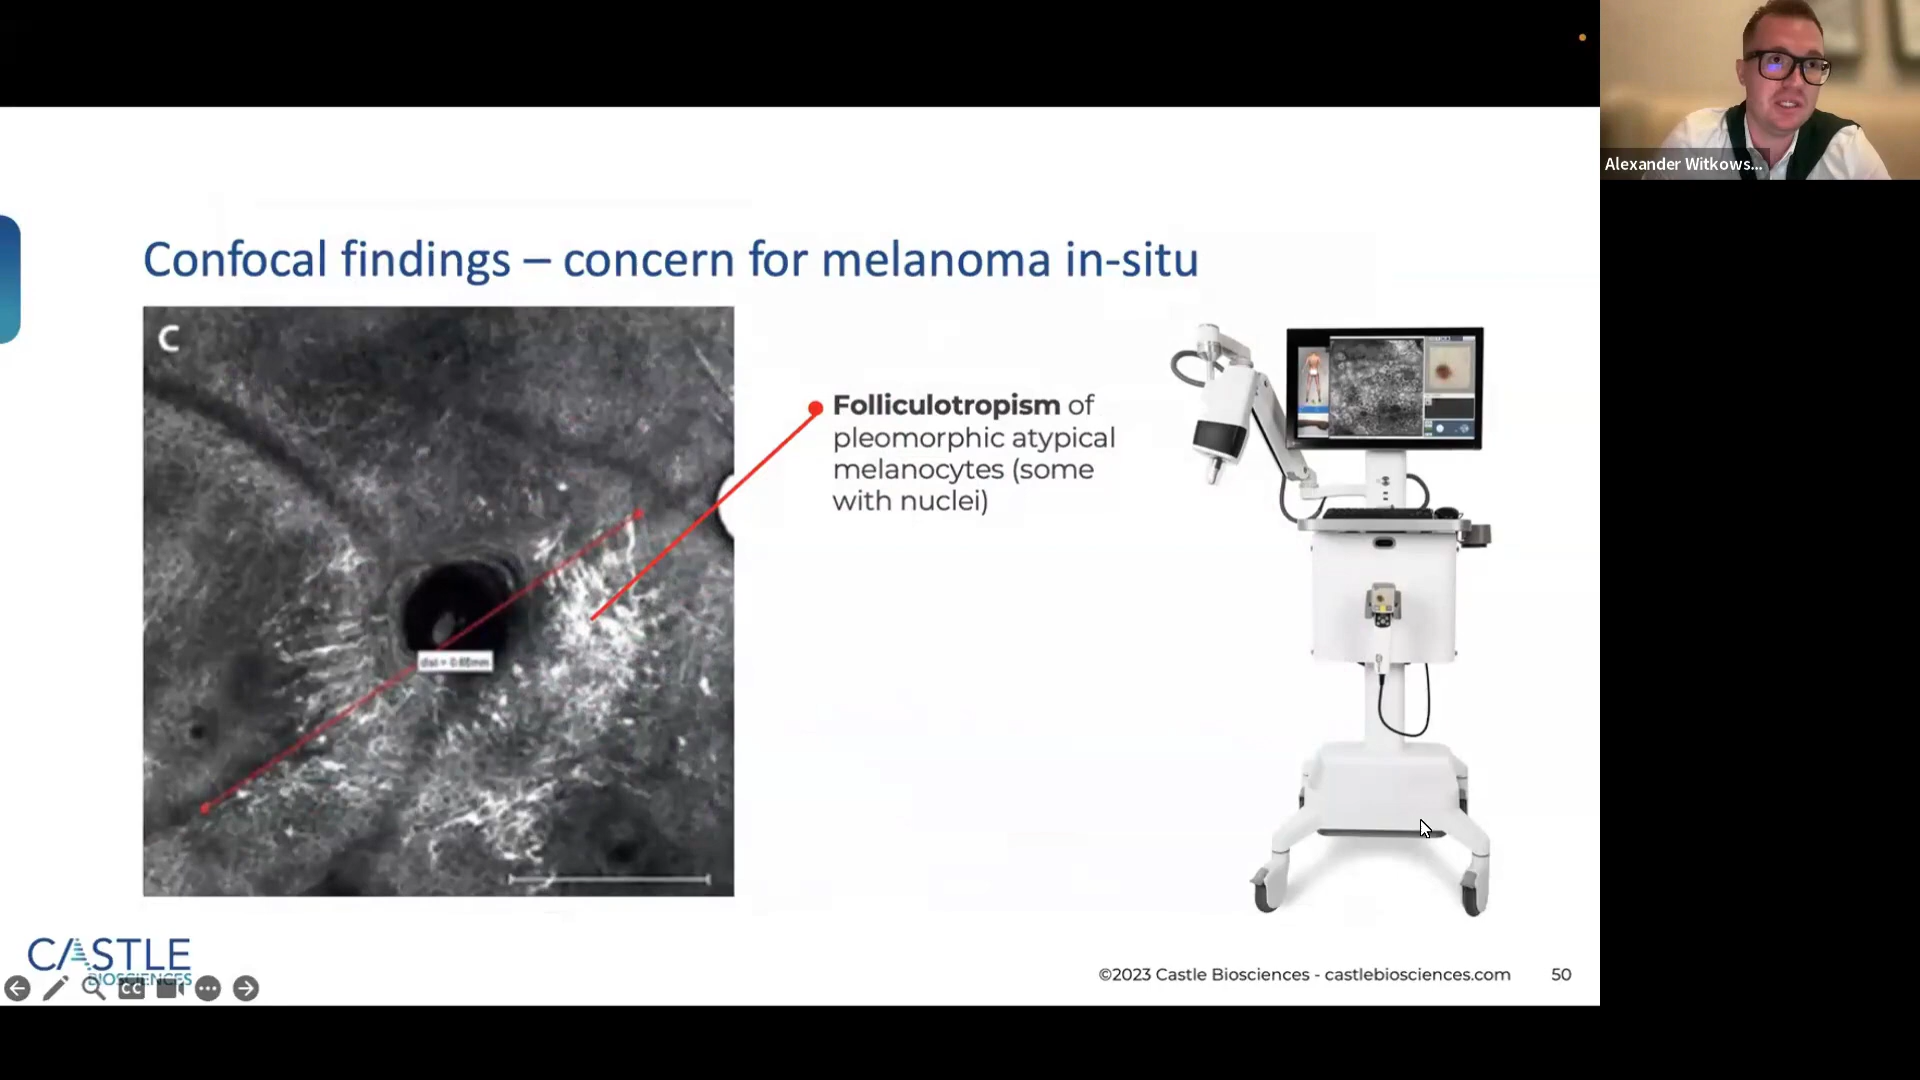 Alexander Witkows...
Confocal findings – concern for melanoma in-situ
C
Folliculotropism of
pleomorphic atypical
melanocytes (some
with nuclei)
CASTLE
BIOSCIENCES
CC
©2023 Castle Biosciences - castlebiosciences.com
50